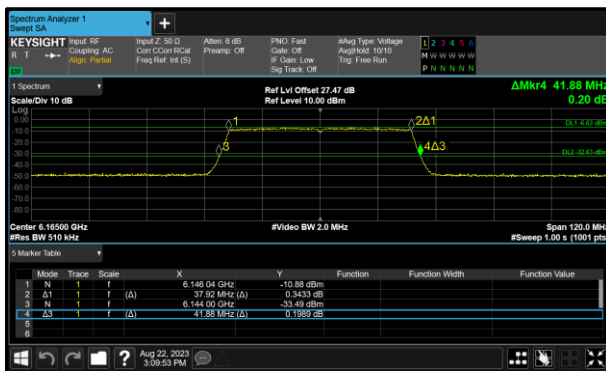 Spectrum Analyzer 1
Swept SA
KEYSIGHT Input: RF Input Z: 50 Ω Atten: 6 dB PNO: Fast #Avg Type: Voltage 1 2 3 4 5 6
R T Coupling: AC Corr CCorr RCal Preamp: Off Gate: Off Avg|Hold: 10/10 M W W W W W
Align: Partial Freq Ref: Int (S) IF Gain: Low Trig: Free Run
Sig Track: Off P N N N N N
1 Spectrum Ref Lvl Offset 27.47 dB ΔMkr4 41.88 MHz
Scale/Div 10 dB Ref Level 10.00 dBm 0.20 dB
Log
0.00 1 2Δ1 DL1 -6.63 dBm
-10.0
-20.0 3 4Δ3
-30.0 DL2 -32.63 dBm
-40.0
-50.0
-60.0
-70.0
-80.0
Center 6.16500 GHz #Video BW 2.0 MHz Span 120.0 MHz
#Res BW 510 kHz #Sweep 1.00 s (1001 pts
5 Marker Table
Mode Trace Scale X Y Function Function Width Function Value
1 N 1 f 6.146 04 GHz -10.88 dBm
2 Δ1 1 f (Δ) 37.92 MHz (Δ) 0.3433 dB
3 N 1 f 6.144 00 GHz -33.49 dBm
4 Δ3 1 f (Δ) 41.88 MHz (Δ) 0.1989 dB
5
6
? Aug 22, 2023
3:09:53 PM